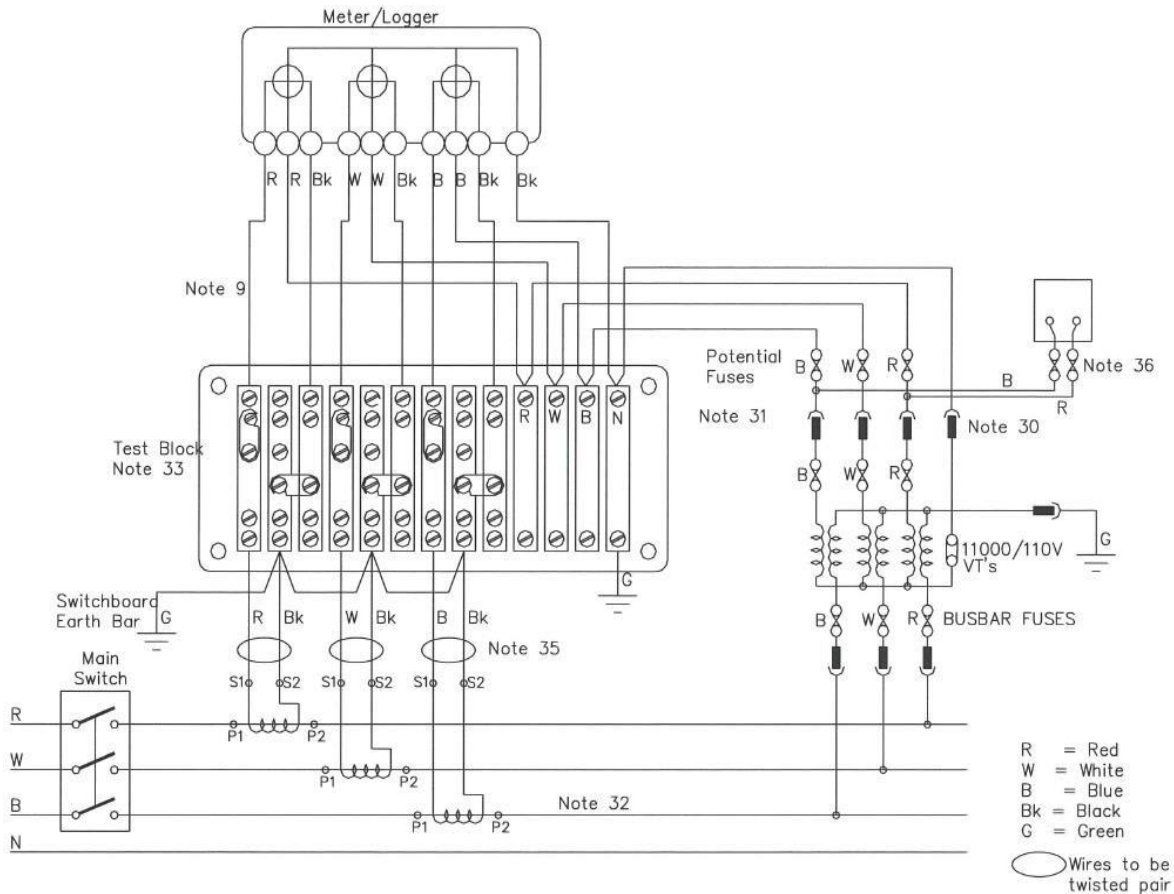 Meter/Logger
R R Bk W W Bk B B Bk Bk
Note 9
Potential
Fuses
B W R
Note 36
B
R
Note 31
Note 30
R W B N
Test Block
Note 33
B W R
11000/110V
VT's
G
G
Switchboard
Earth Bar
G
R Bk W Bk B Bk
Note 35
B W R BUSBAR FUSES
Main
Switch
S1 S2 S1 S2 S1 S2
R
P1 P2
W
P1 P2
B
P1 P2
Note 32
N
R = Red
W = White
B = Blue
Bk = Black
G = Green
Wires to be
twisted pair